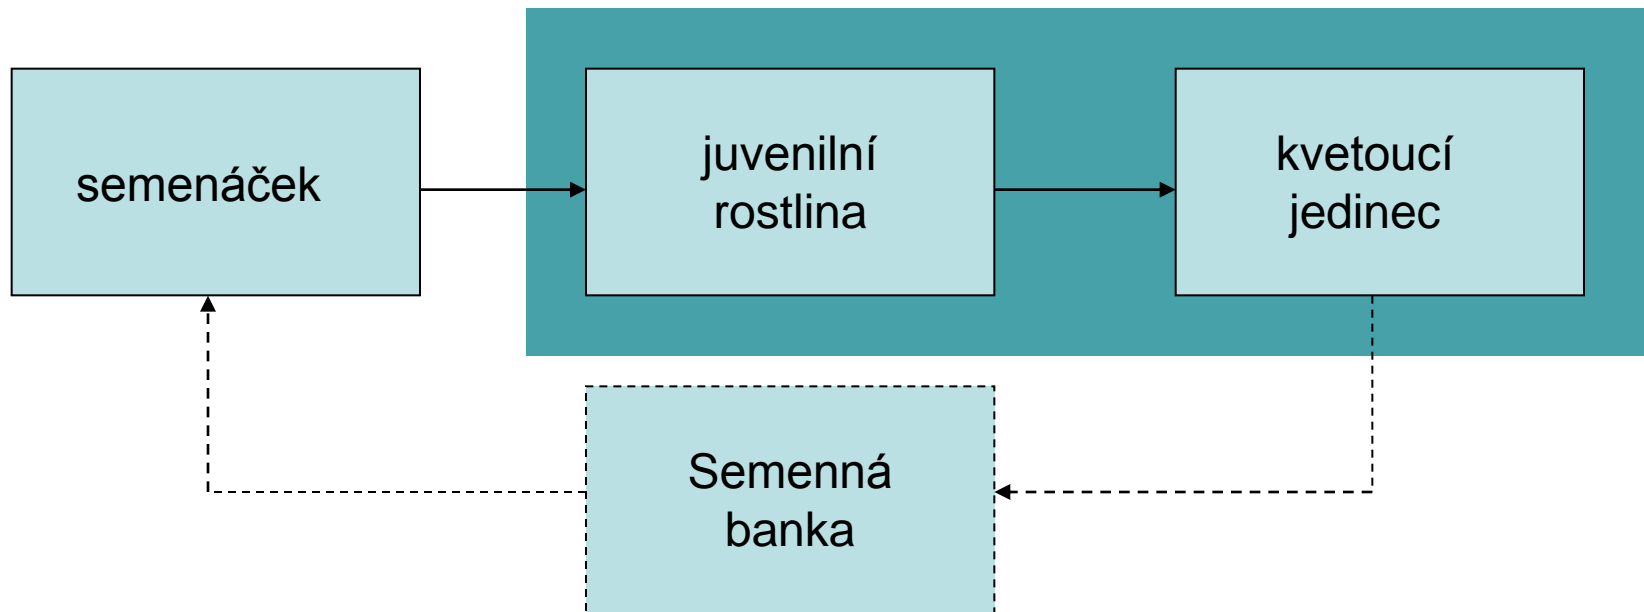 semenáček
juvenilní
rostlina
kvetoucí
jedinec
Semenná
banka